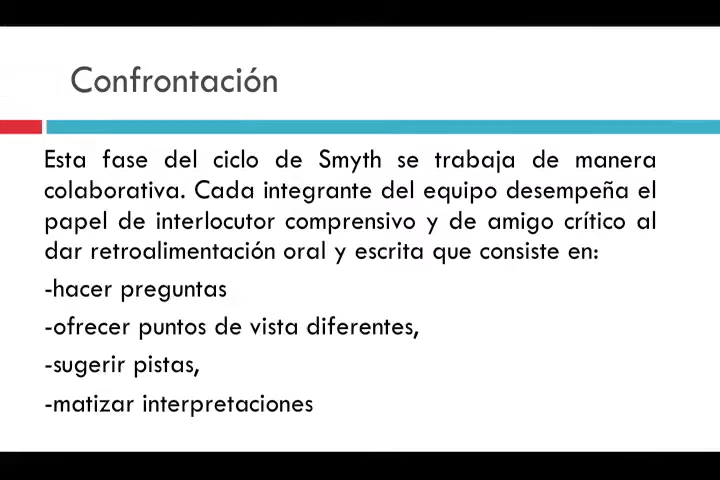 Confrontación
Esta fase del ciclo de Smyth se trabaja de manera
colaborativa. Cada integrante del equipo desempeña el
papel de interlocutor comprensivo y de amigo crítico al
dar retroalimentación oral y escrita que consiste en:
-hacer preguntas
-ofrecer puntos de vista diferentes,
-sugerir pistas,
-matizar interpretaciones